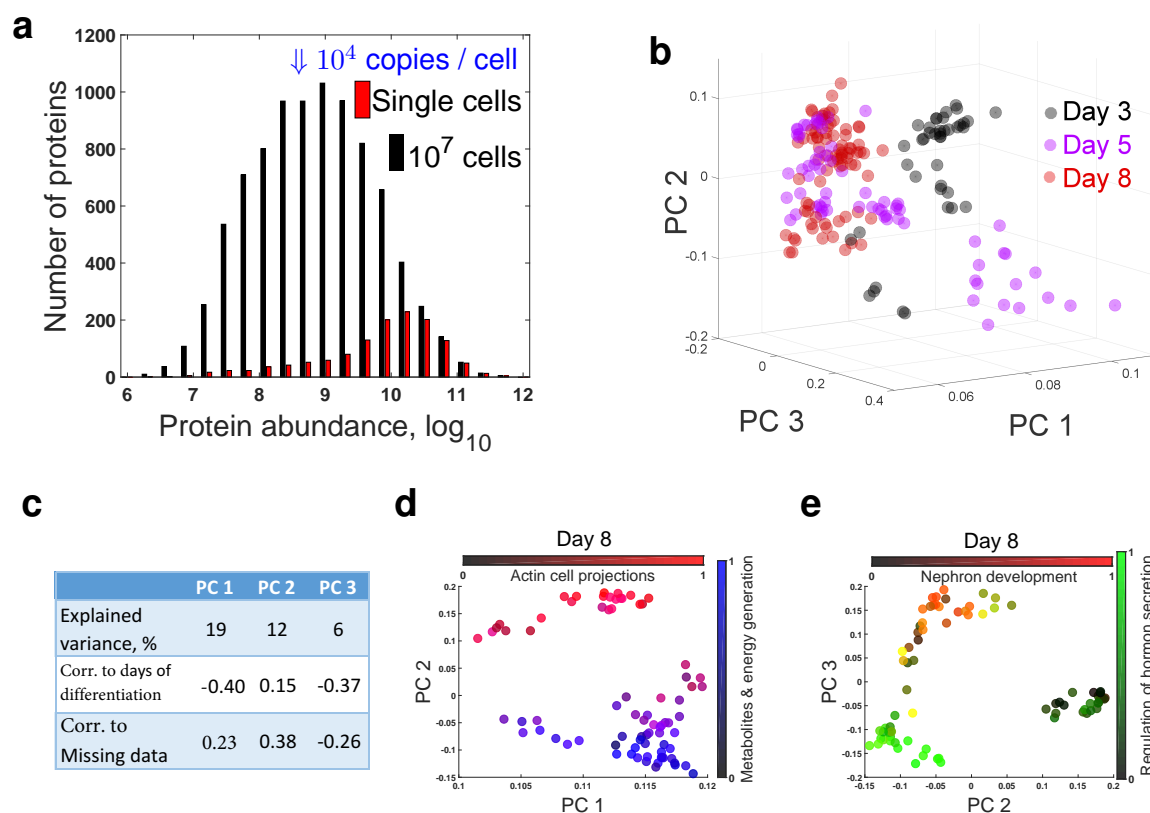 a
1200
1000
800
600
400
200
0
6 7 8 9 10 11 12
Number of proteins
Protein abundance, log10
⇓ 10^4 copies / cell
Single cells
10^7 cells
b
0.1
0
-0.1
-0.2
-0.2
0
0.2
0.4
0.06
0.08
0.1
PC 2
PC 3
PC 1
Day 3
Day 5
Day 8
c
PC 1 PC 2 PC 3
Explained
variance, %
19 12 6
Corr. to days of
differentiation
-0.40 0.15 -0.37
Corr. to
Missing data
0.23 0.38 -0.26
d
Day 8
0 1
Actin cell projections
0.2
0.15
0.1
0.05
0
-0.05
-0.1
-0.15
0.1 0.105 0.11 0.115 0.12
PC 2
PC 1
1
0
Metabolites & energy generation
e
Day 8
0 1
Nephron development
0.2
0.15
0.1
0.05
0
-0.05
-0.1
-0.15
-0.2
-0.15 -0.1 -0.05 0 0.05 0.1 0.15 0.2
PC 3
PC 2
1
0
Regulation of hormon secretion